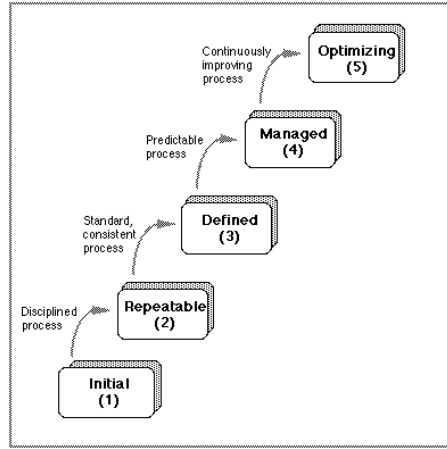 Continuously
improving process
Optimizing
(5)
Predictable
process
Managed
(4)
Standard,
consistent
process
Defined
(3)
Disciplined
process
Repeatable
(2)
Initial
(1)